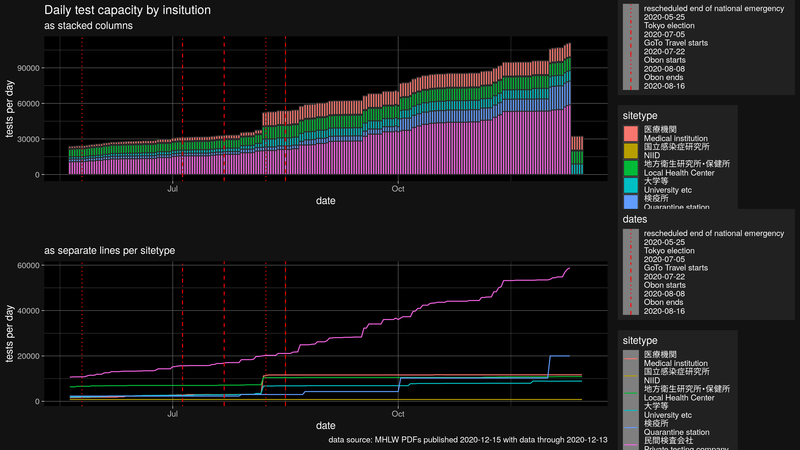 Daily test capacity by insitution
as stacked columns
tests per day
90000
60000
30000
0
Jul
Oct
date
rescheduled end of national emergency
2020-05-25
Tokyo election
2020-07-05
GoTo Travel starts
2020-07-22
Obon starts
2020-08-08
Obon ends
2020-08-16
sitetype
医療機関
Medical institution
国立感染症研究所
NIID
地方衛生研究所・保健所
Local Health Center
大学等
University etc
検疫所
Quarantine station
as separate lines per sitetype
tests per day
60000
40000
20000
0
Jul
Oct
date
dates
rescheduled end of national emergency
2020-05-25
Tokyo election
2020-07-05
GoTo Travel starts
2020-07-22
Obon starts
2020-08-08
Obon ends
2020-08-16
sitetype
医療機関
Medical institution
国立感染症研究所
NIID
地方衛生研究所・保健所
Local Health Center
大学等
University etc
検疫所
Quarantine station
民間検査会社
Private testing company
data source: MHLW PDFs published 2020-12-15 with data through 2020-12-13